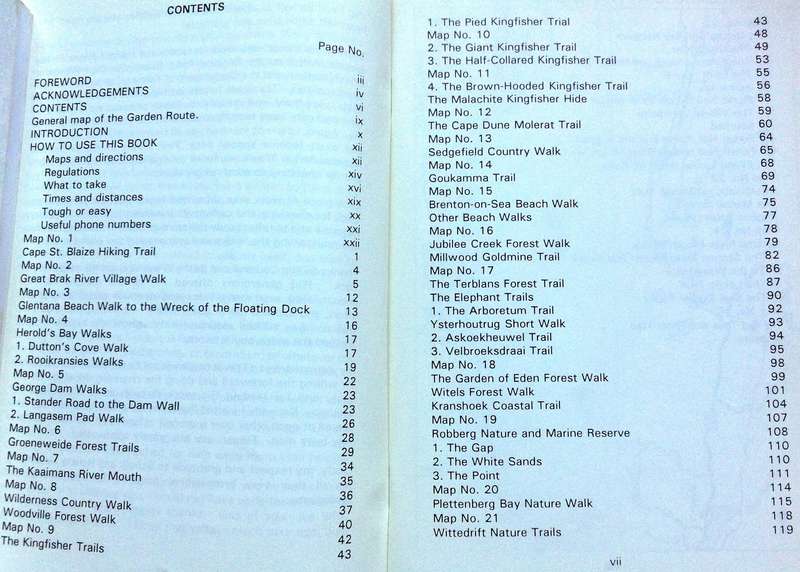 CONTENTS
Page No.
FOREWORD iii
ACKNOWLEDGEMENTS iv
CONTENTS vi
General map of the Garden Route. ix
INTRODUCTION x
HOW TO USE THIS BOOK xii
Maps and directions xii
Regulations xiv
What to take xvi
Times and distances xix
Tough or easy xx
Useful phone numbers xxi
Map No. 1 xxii
Cape St. Blaize Hiking Trail 1
Map No. 2 4
Great Brak River Village Walk 5
Map No. 3 12
Glentana Beach Walk to the Wreck of the Floating Dock 13
Map No. 4 16
Herold's Bay Walks 17
1. Dutton's Cove Walk 17
2. Rooikransies Walks 19
Map No. 5 22
George Dam Walks 23
1. Stander Road to the Dam Wall 23
2. Langasem Pad Walk 26
Map No. 6 28
Groeneweide Forest Trails 29
Map No. 7 34
The Kaaimans River Mouth 35
Map No. 8 36
Wilderness Country Walk 37
Woodville Forest Walk 40
Map No. 9 42
The Kingfisher Trails 43
1. The Pied Kingfisher Trial 43
Map No. 10 48
2. The Giant Kingfisher Trail 49
3. The Half-Collared Kingfisher Trail 53
Map No. 11 55
4. The Brown-Hooded Kingfisher Trail 56
The Malachite Kingfisher Hide 58
Map No. 12 59
The Cape Dune Molerat Trail 60
Map No. 13 64
Sedgefield Country Walk 65
Map No. 14 68
Goukamma Trail 69
Map No. 15 74
Brenton-on-Sea Beach Walk 75
Other Beach Walks 77
Map No. 16 78
Jubilee Creek Forest Walk 79
Millwood Goldmine Trail 82
Map No. 17 86
The Terblans Forest Trail 87
The Elephant Trails 90
1. The Arboretum Trail 92
Ysterhoutrug Short Walk 93
2. Askoekheuwel Trail 94
3. Velbroeksdraai Trail 95
Map No. 18 98
The Garden of Eden Forest Walk 99
Witels Forest Walk 101
Kranshoek Coastal Trail 104
Map No. 19 107
Robberg Nature and Marine Reserve 108
1. The Gap 110
2. The White Sands 110
3. The Point 111
Map No. 20 114
Plettenberg Bay Nature Walk 115
Map No. 21 118
Wittedrift Nature Trails 119
vii